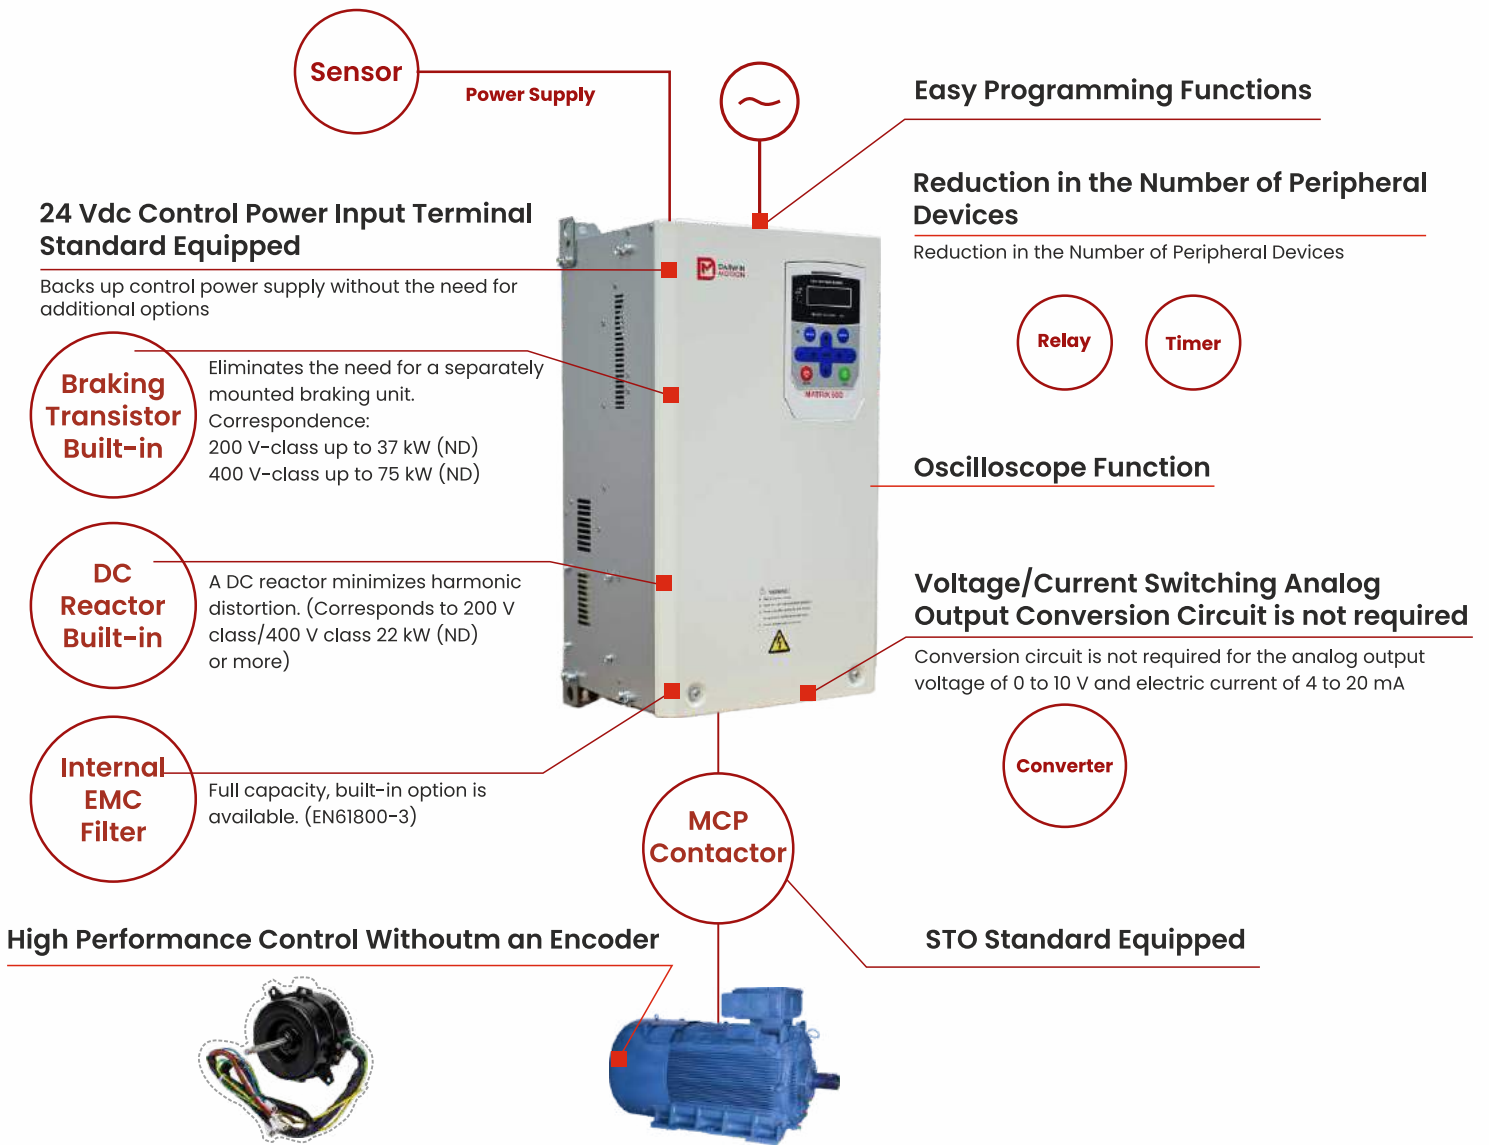 Sensor
Power Supply
Easy Programming Functions
Reduction in the Number of Peripheral
Devices
Reduction in the Number of Peripheral Devices
Relay
Timer
24 Vdc Control Power Input Terminal
Standard Equipped
Backs up control power supply without the need for
additional options
DARWIN
MOTION
MATRIX 500
Braking
Transistor
Built-in
Eliminates the need for a separately
mounted braking unit.
Correspondence:
200 V-class up to 37 kW (ND)
400 V-class up to 75 kW (ND)
Oscilloscope Function
DC
Reactor
Built-in
A DC reactor minimizes harmonic
distortion. (Corresponds to 200 V
class/400 V class 22 kW (ND)
or more)
Voltage/Current Switching Analog
Output Conversion Circuit is not required
Conversion circuit is not required for the analog output
voltage of 0 to 10 V and electric current of 4 to 20 mA
Converter
Internal
EMC
Filter
Full capacity, built-in option is
available. (EN61800-3)
MCP
Contactor
High Performance Control Withoutm an Encoder
STO Standard Equipped